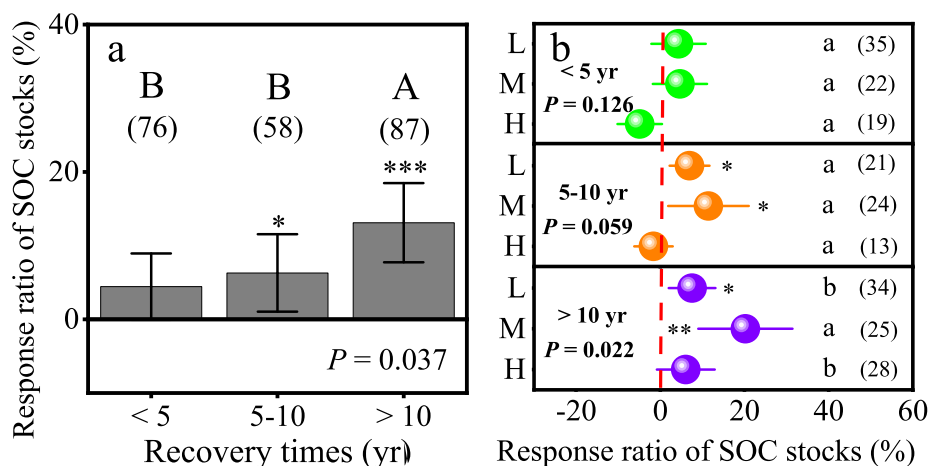 a
Response ratio of SOC stocks (%)
40
20
0
B B A
(76) (58) (87)
***
*
P = 0.037
< 5 5-10 > 10
Recovery times (yr)
b
L a (35)
< 5 yr
M a (22)
P = 0.126
H a (19)
L * a (21)
5-10 yr
M * a (24)
P = 0.059
H a (13)
L * b (34)
> 10 yr
M ** a (25)
P = 0.022
H b (28)
-20 0 20 40 60
Response ratio of SOC stocks (%)